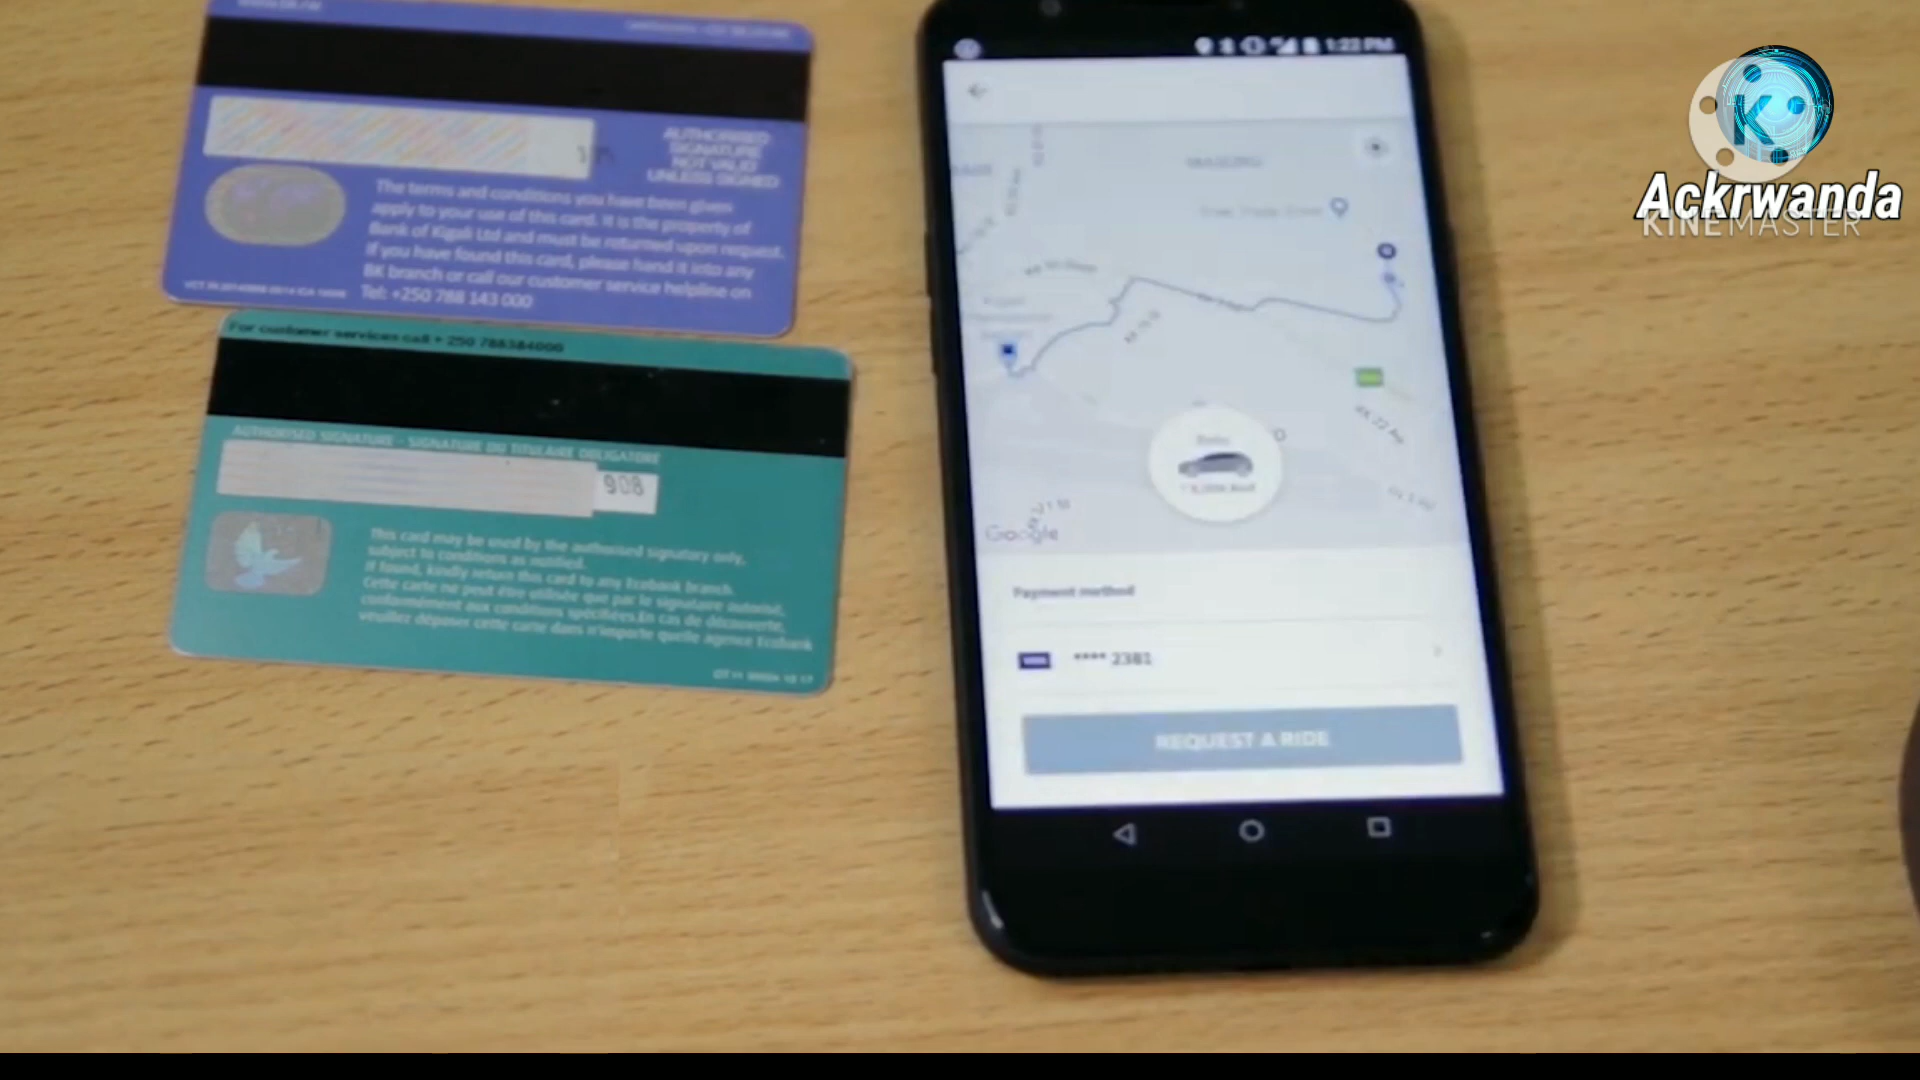 AUTHORISED
SIGNATURE
NOT VALID
UNLESS SIGNED
The terms and conditions you have been given
apply to your use of this card. It is the property of
Bank of Kigali Ltd and must be returned upon request.
If you have found this card, please hand it into any
BK branch or call our customer service helpline on
Tel: +250 788 143 000
For customer services call + 250 788384000
AUTHORISED SIGNATURE - SIGNATURE DU TITULAIRE OBLIGATOIRE
This card may be used by the authorised signatory only,
subject to conditions as notified.
If found, kindly return this card to any Ecobank branch.
Cette carte ne peut être utilisée que par le signataire autorisé,
conformément aux conditions spécifiées.En cas de découverte,
veuillez déposer cette carte dans n'importe quelle agence Ecobank
1:22 PM
Google
Payment method
VISA **** 2381
REQUEST A RIDE
K
Ackrwanda
KINEMASTER